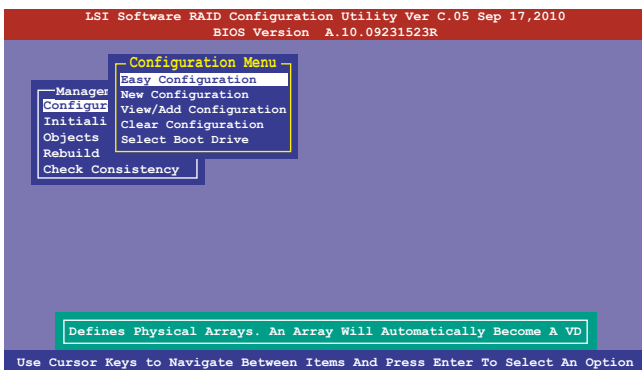 LSI Software RAID Configuration Utility Ver C.05 Sep 17,2010
BIOS Version A.10.09231523R
Configuration Menu
Easy Configuration
New Configuration
View/Add Configuration
Clear Configuration
Select Boot Drive
Managem
Configur
Initiali
Objects
Rebuild
Check Consistency
Defines Physical Arrays. An Array Will Automatically Become A VD
Use Cursor Keys to Navigate Between Items And Press Enter To Select An Option